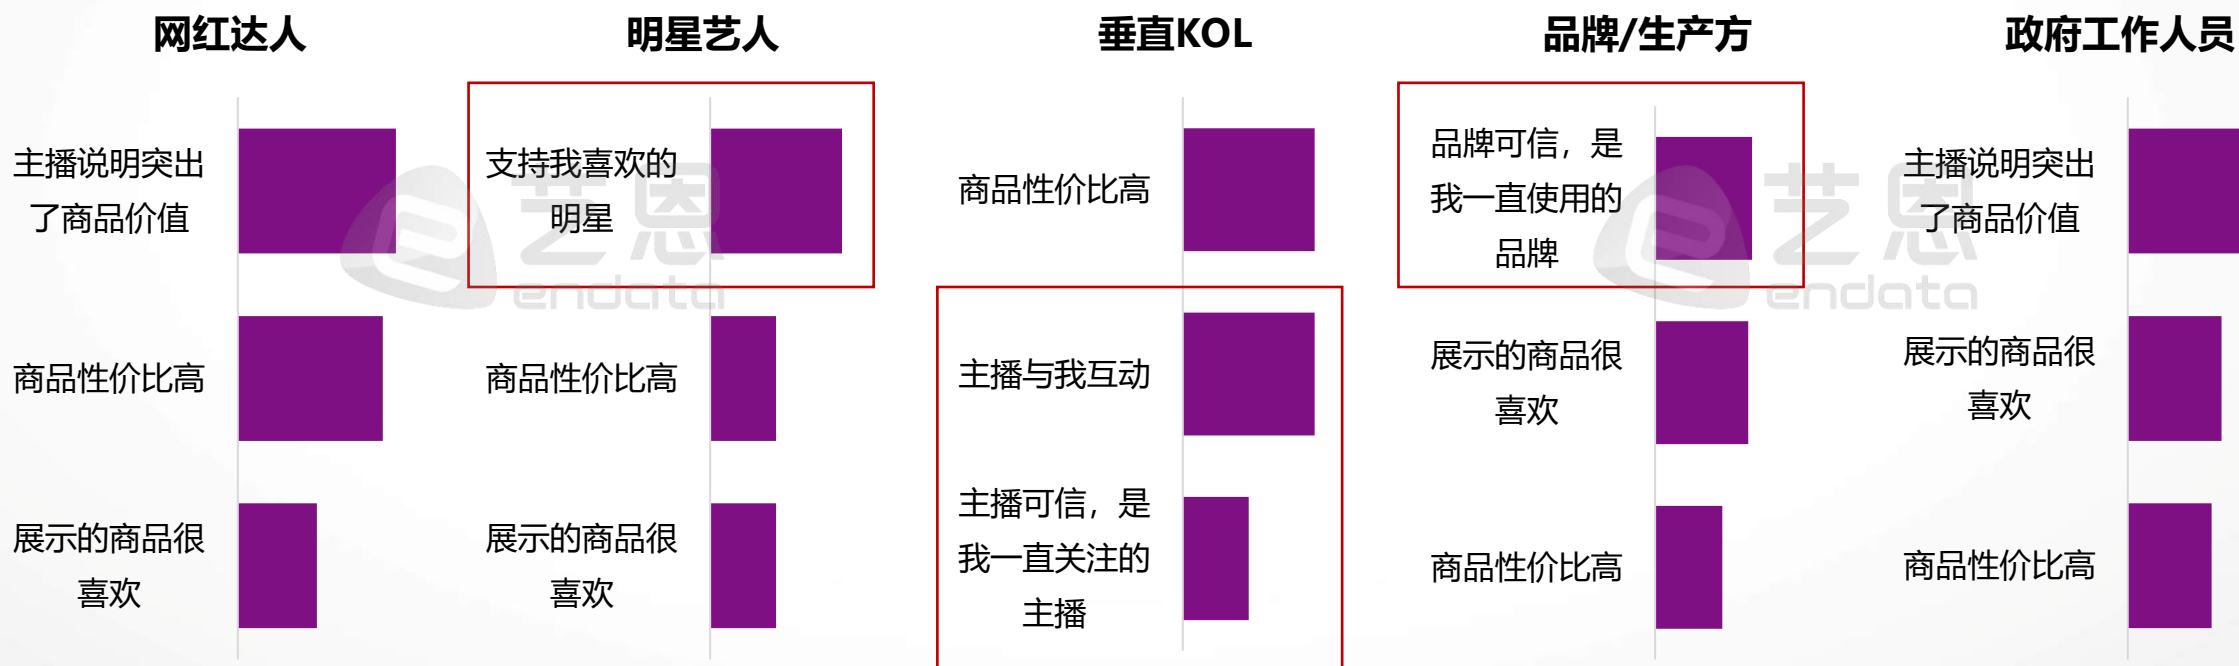 网红达人
明星艺人
垂直KOL
品牌/生产方
政府工作人员
主播说明突出
了商品价值
商品性价比高
展示的商品很
喜欢
支持我喜欢的
明星
商品性价比高
展示的商品很
喜欢
商品性价比高
主播与我互动
主播可信，是
我一直关注的
主播
品牌可信，是
我一直使用的
品牌
展示的商品很
喜欢
商品性价比高
主播说明突出
了商品价值
展示的商品很
喜欢
商品性价比高
艺恩
endata
艺恩
endata